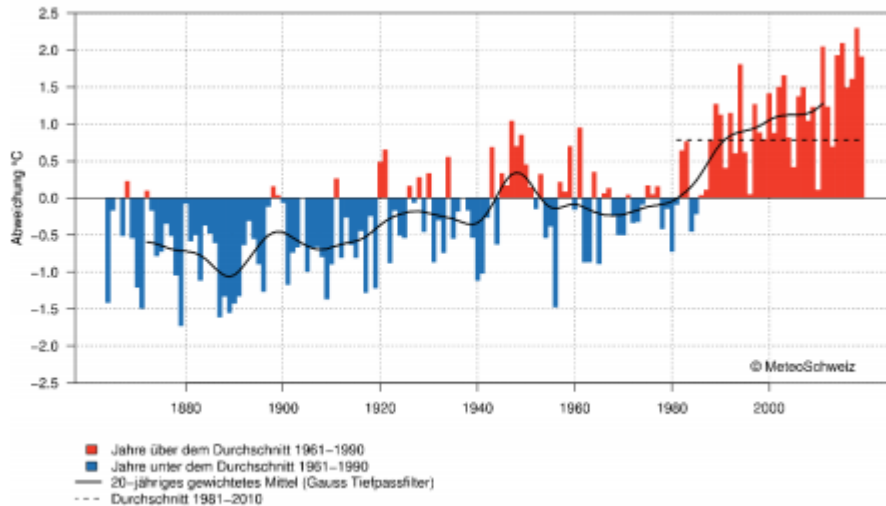 2.5
2.0
1.5
1.0
0.5
0.0
-0.5
-1.0
-1.5
-2.0
-2.5
Abweichung °C
© MeteoSchweiz
1880 1900 1920 1940 1960 1980 2000
Jahre über dem Durchschnitt 1961-1990
Jahre unter dem Durchschnitt 1961-1990
20-jähriges gewichtetes Mittel (Gauss Tiefpassfilter)
Durchschnitt 1981-2010